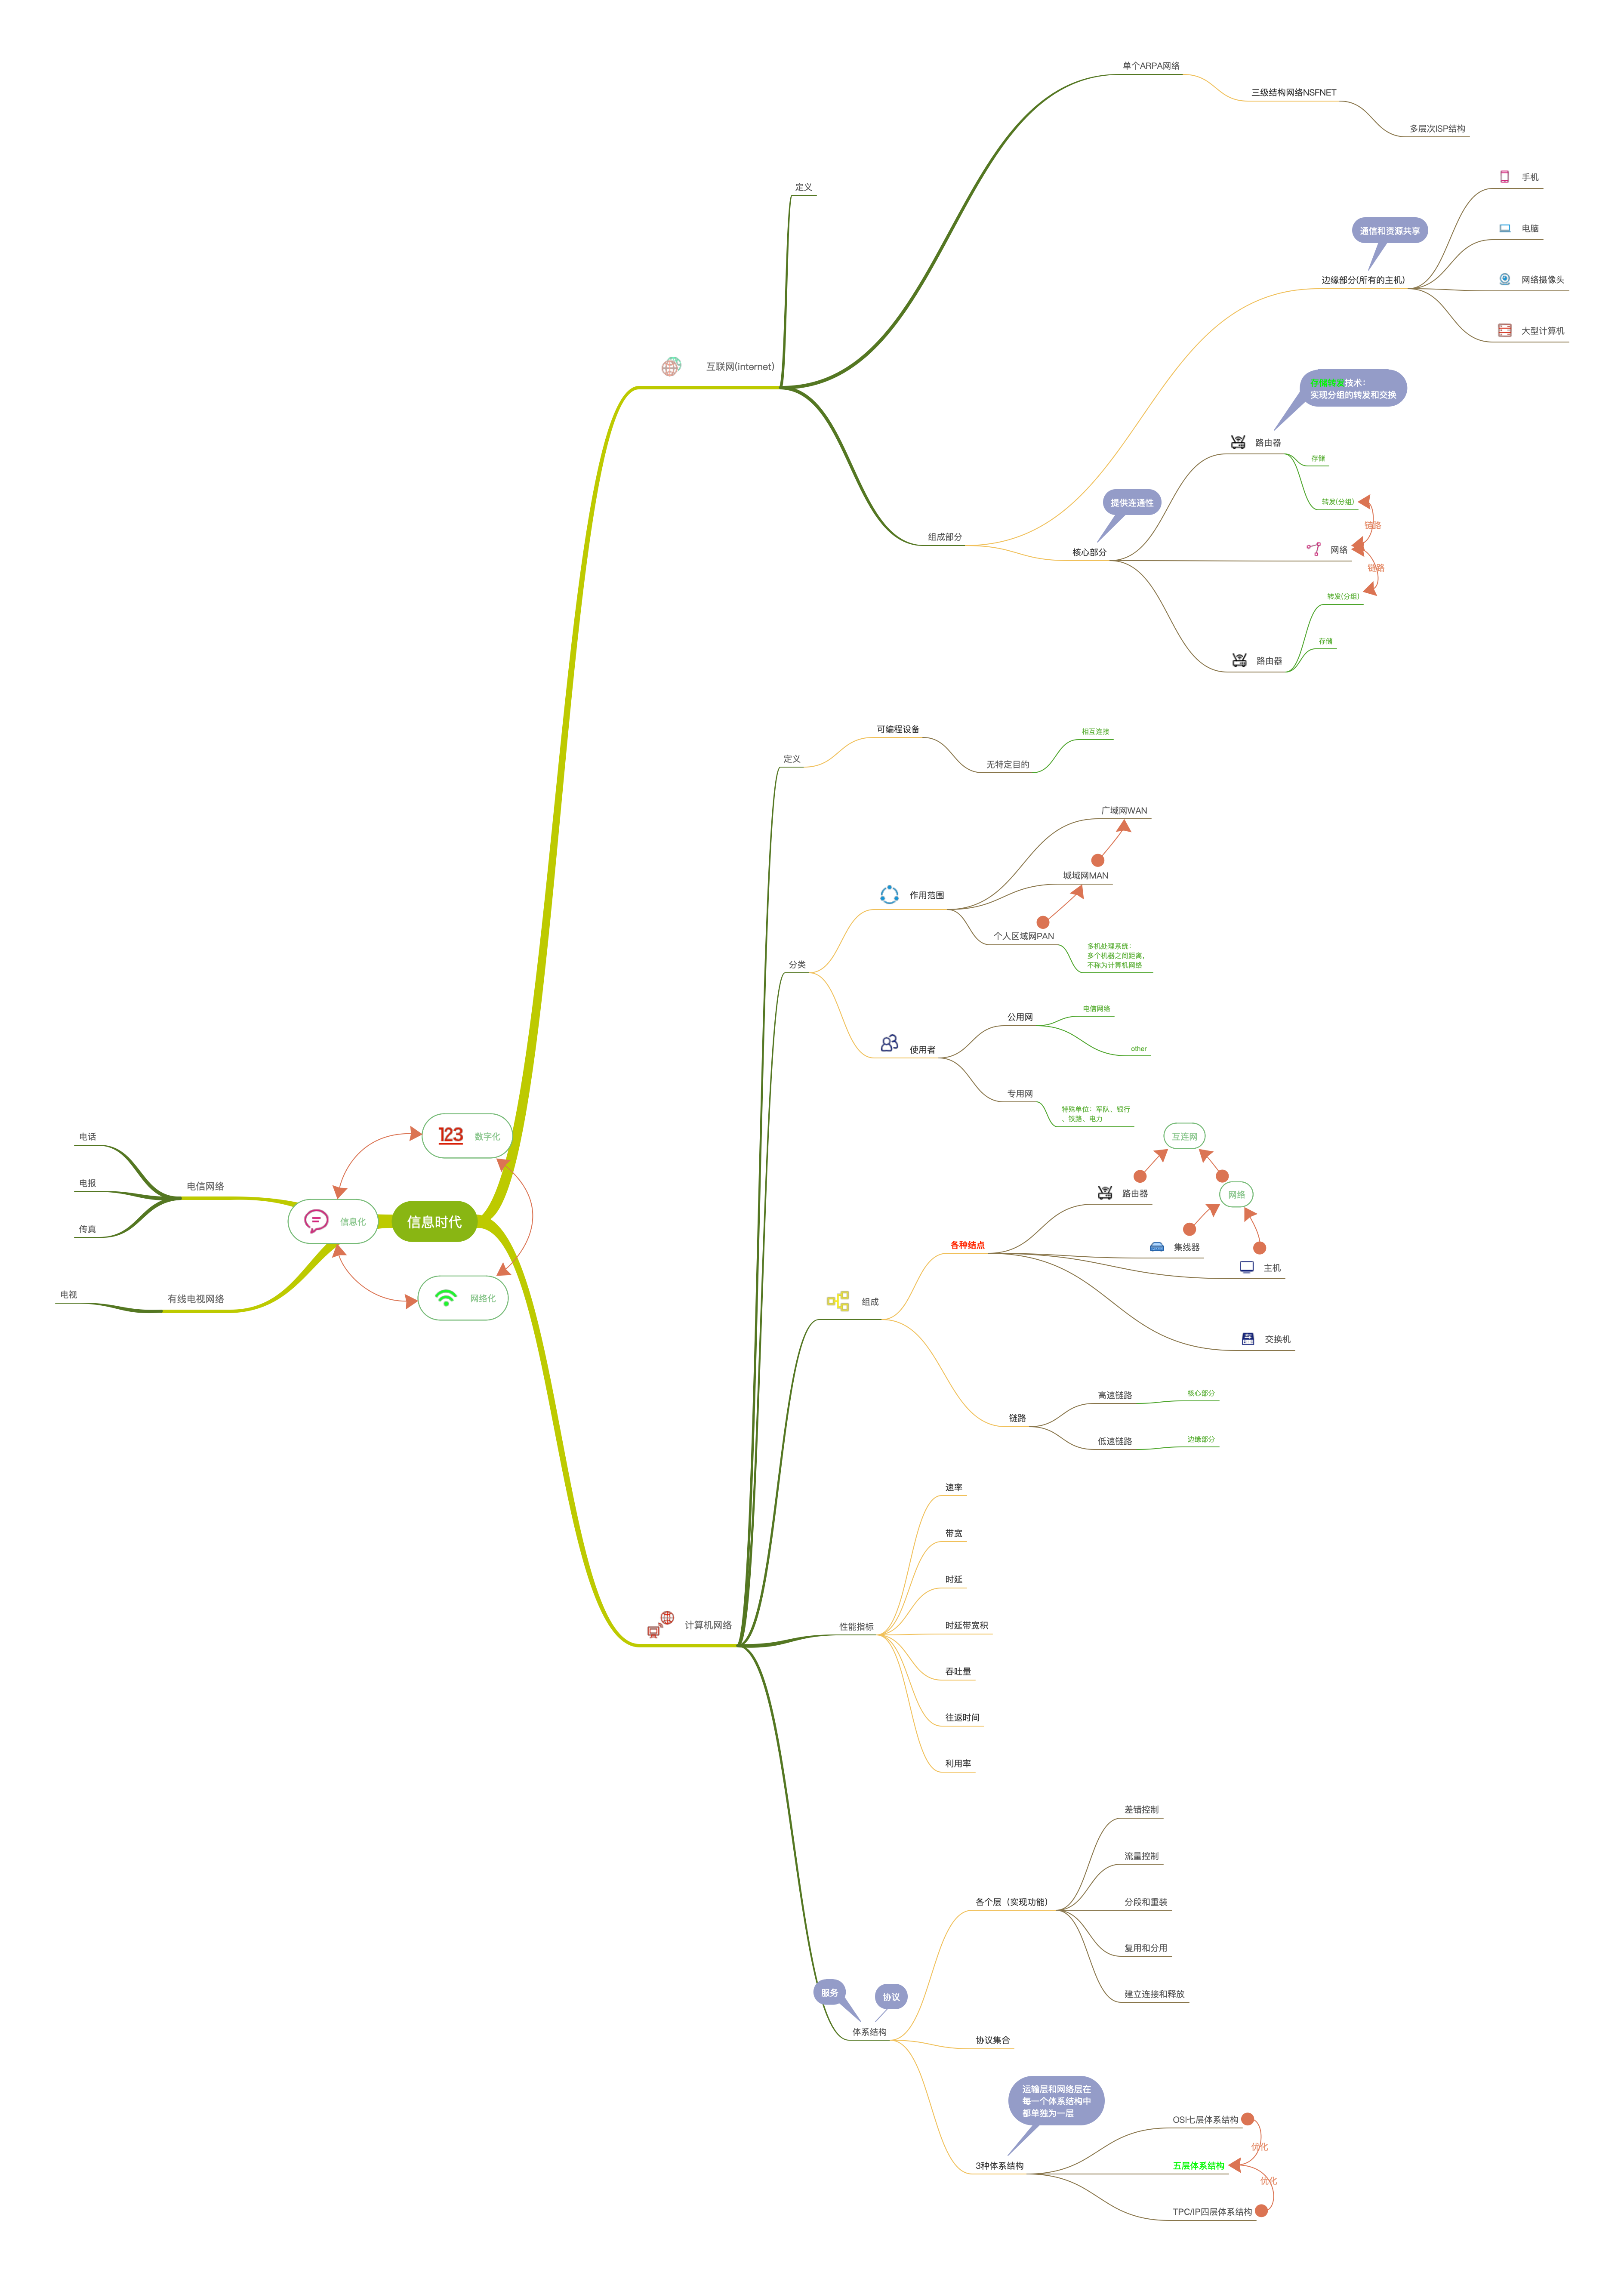 单个ARPA网络
三级结构网络NSFNET
多层次ISP结构
定义
手机
通信和资源共享
电脑
边缘部分(所有的主机)
网络摄像头
大型计算机
互联网(internet)
存储转发技术：
实现分组的转发和交换
路由器
存储
提供连通性
转发(分组)
链路
组成部分
核心部分
网络
链路
转发(分组)
存储
路由器
可编程设备
相互连接
定义
无特定目的
广域网WAN
城域网MAN
作用范围
个人区域网PAN
多机处理系统：
多个机器之间距离，
不称为计算机网络
分类
公用网
电信网络
使用者
other
专用网
特殊单位：军队、银行
、铁路、电力
互连网
路由器
网络
各种结点
集线器
主机
组成
交换机
高速链路
核心部分
链路
低速链路
边缘部分
电话
数字化
电信网络
电报
信息化
信息时代
传真
网络化
电视
有线电视网络
速率
带宽
时延
时延带宽积
计算机网络
性能指标
吞吐量
往返时间
利用率
差错控制
流量控制
各个层（实现功能）
分段和重装
复用和分用
服务
协议
建立连接和释放
体系结构
协议集合
运输层和网络层在
每一个体系结构中
都单独为一层
OSI七层体系结构
优化
3种体系结构
五层体系结构
优化
TPC/IP四层体系结构